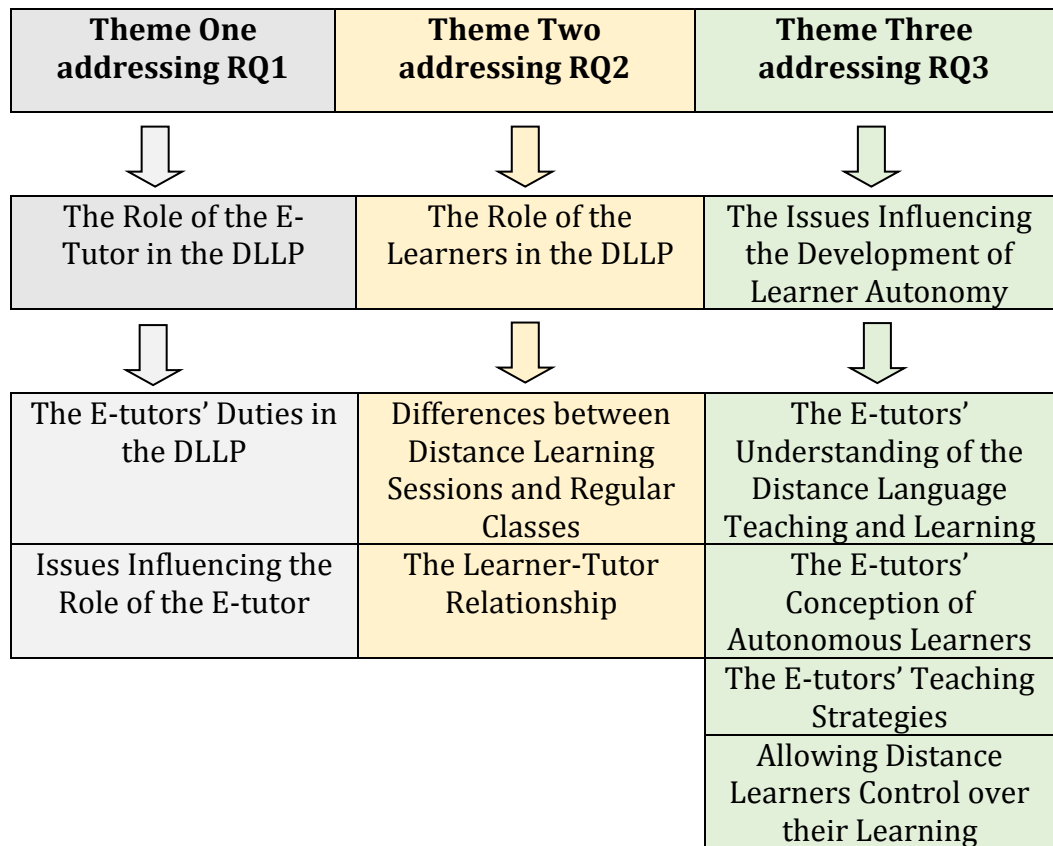 Theme One
addressing RQ1
Theme Two
addressing RQ2
Theme Three
addressing RQ3
The Role of the E-
Tutor in the DLLP
The Role of the
Learners in the DLLP
The Issues Influencing
the Development of
Learner Autonomy
The E-tutors’ Duties in
the DLLP
Differences between
Distance Learning
Sessions and Regular
Classes
The E-tutors’
Understanding of the
Distance Language
Teaching and Learning
Issues Influencing the
Role of the E-tutor
The Learner-Tutor
Relationship
The E-tutors’
Conception of
Autonomous Learners
The E-tutors’ Teaching
Strategies
Allowing Distance
Learners Control over
their Learning